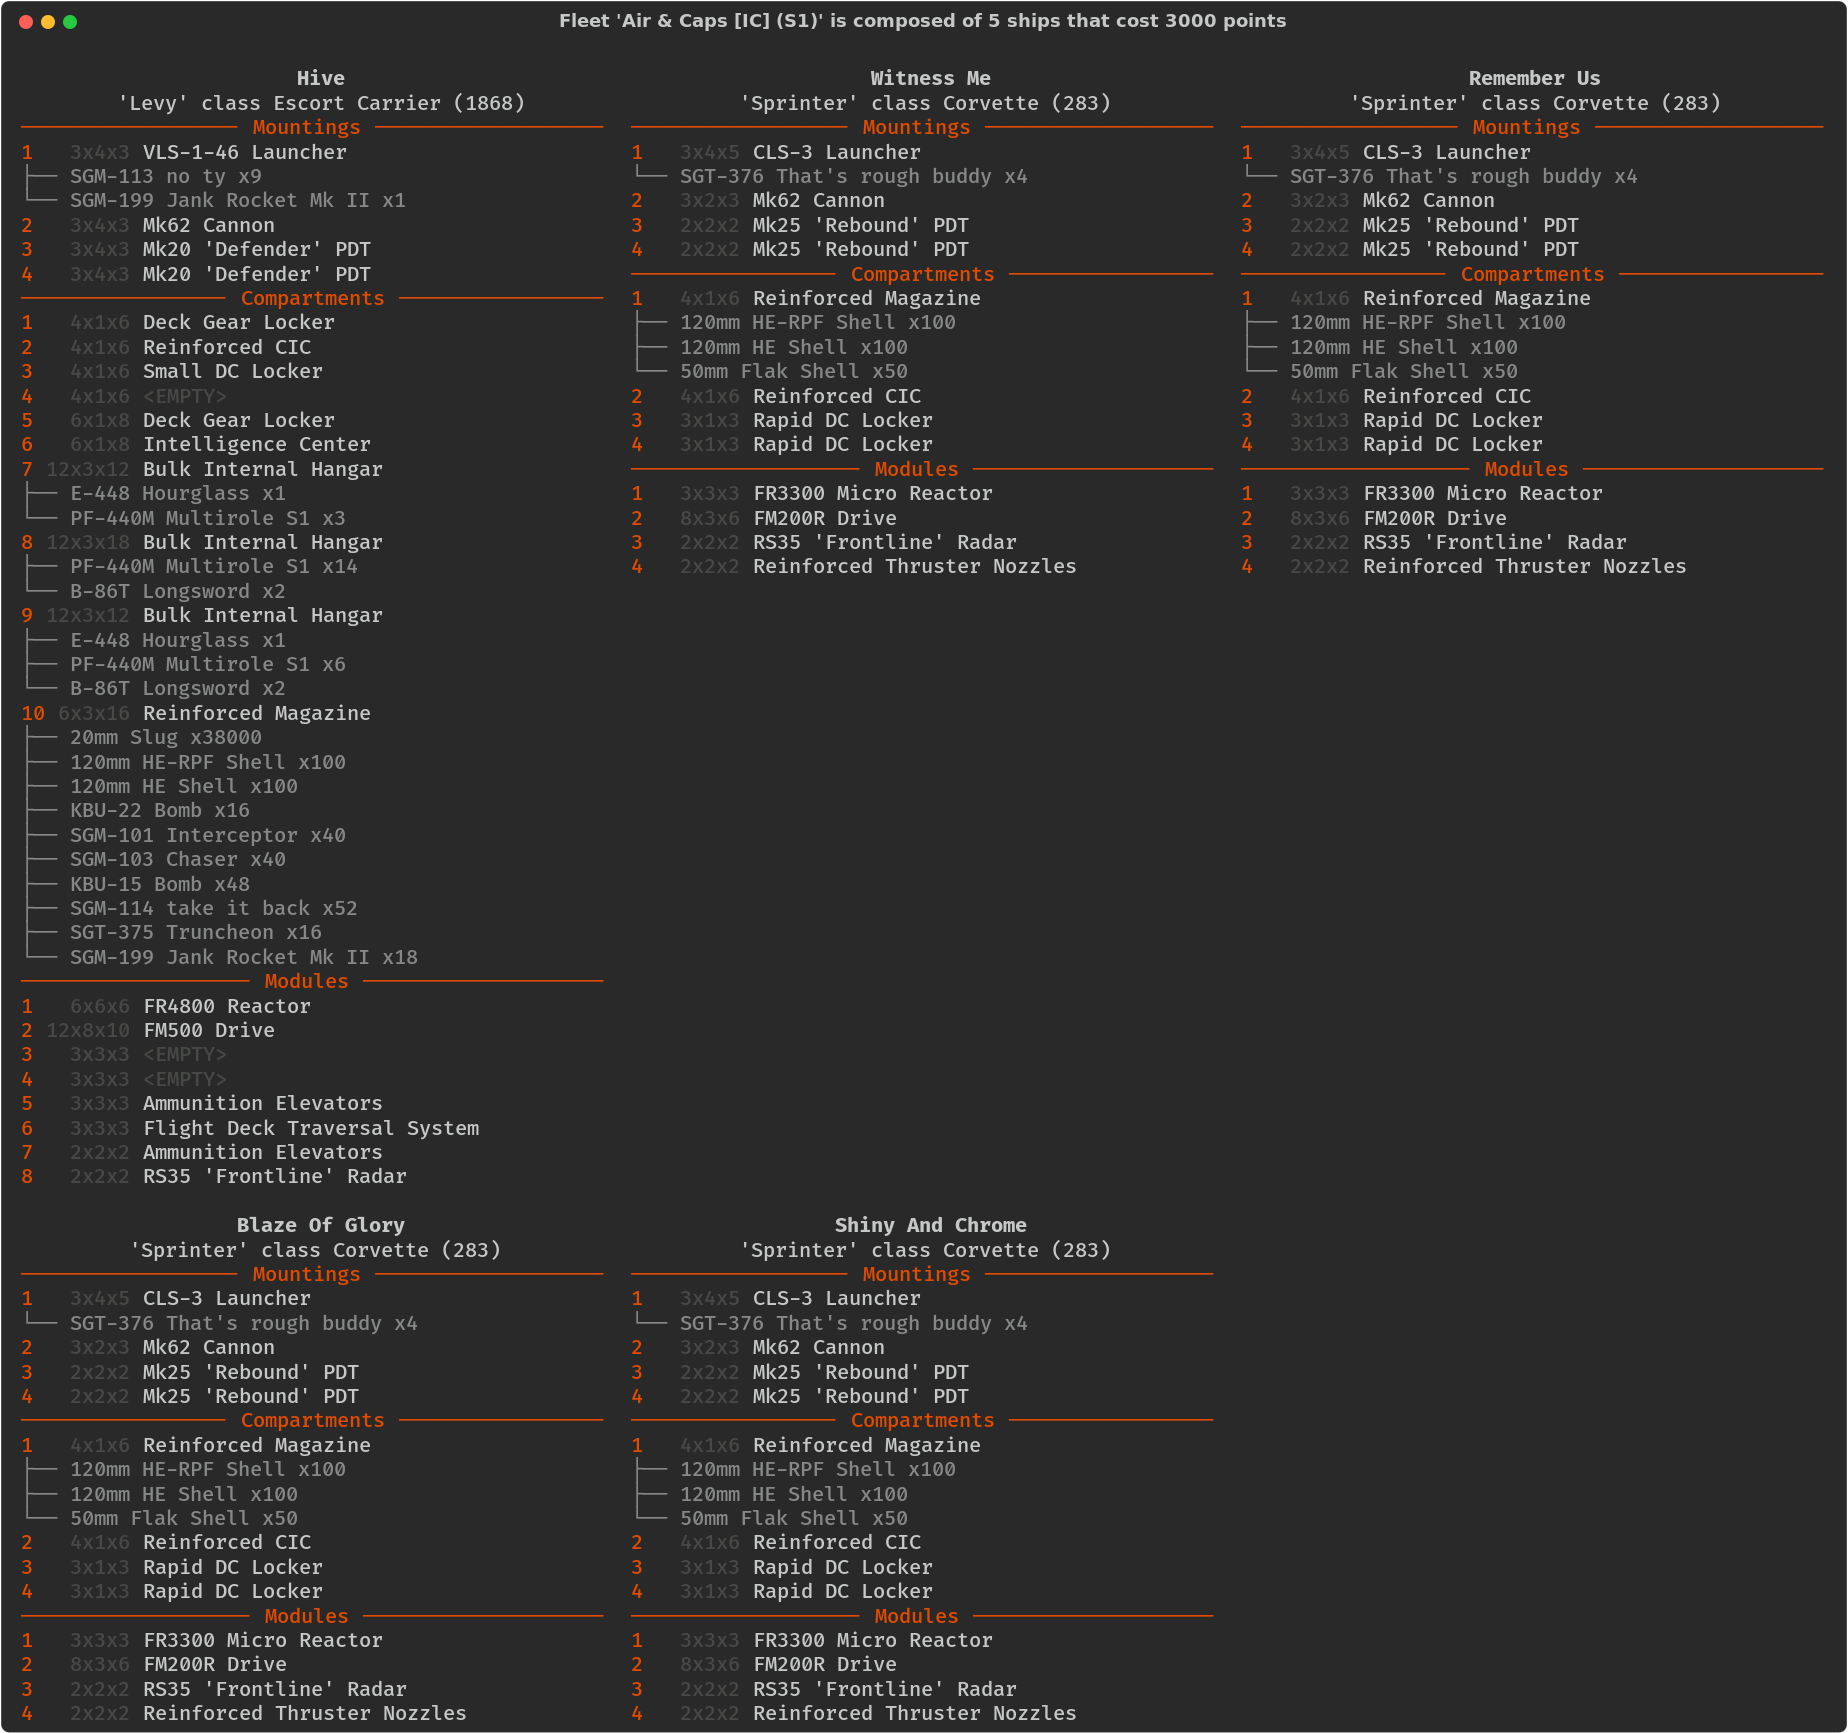 Fleet 'Air & Caps [IC] (S1)' is composed of 5 ships that cost 3000 points
Hive
'Levy' class Escort Carrier (1868)
Mountings
1 3x4x3 VLS-1-46 Launcher
SGM-113 no ty x9
SGM-199 Jank Rocket Mk II x1
2 3x4x3 Mk62 Cannon
3 3x4x3 Mk20 'Defender' PDT
4 3x4x3 Mk20 'Defender' PDT
Compartments
1 4x1x6 Deck Gear Locker
2 4x1x6 Reinforced CIC
3 4x1x6 Small DC Locker
4 4x1x6 <EMPTY>
5 6x1x8 Deck Gear Locker
6 6x1x8 Intelligence Center
7 12x3x12 Bulk Internal Hangar
E-448 Hourglass x1
PF-440M Multirole S1 x3
8 12x3x18 Bulk Internal Hangar
PF-440M Multirole S1 x14
B-86T Longsword x2
9 12x3x12 Bulk Internal Hangar
E-448 Hourglass x1
PF-440M Multirole S1 x6
B-86T Longsword x2
10 6x3x16 Reinforced Magazine
20mm Slug x38000
120mm HE-RPF Shell x100
120mm HE Shell x100
KBU-22 Bomb x16
SGM-101 Interceptor x40
SGM-103 Chaser x40
KBU-15 Bomb x48
SGM-114 take it back x52
SGT-375 Truncheon x16
SGM-199 Jank Rocket Mk II x18
Modules
1 6x6x6 FR4800 Reactor
2 12x8x10 FM500 Drive
3 3x3x3 <EMPTY>
4 3x3x3 <EMPTY>
5 3x3x3 Ammunition Elevators
6 3x3x3 Flight Deck Traversal System
7 2x2x2 Ammunition Elevators
8 2x2x2 RS35 'Frontline' Radar
Witness Me
'Sprinter' class Corvette (283)
Mountings
1 3x4x5 CLS-3 Launcher
SGT-376 That's rough buddy x4
2 3x2x3 Mk62 Cannon
3 2x2x2 Mk25 'Rebound' PDT
4 2x2x2 Mk25 'Rebound' PDT
Compartments
1 4x1x6 Reinforced Magazine
120mm HE-RPF Shell x100
120mm HE Shell x100
50mm Flak Shell x50
2 4x1x6 Reinforced CIC
3 3x1x3 Rapid DC Locker
4 3x1x3 Rapid DC Locker
Modules
1 3x3x3 FR3300 Micro Reactor
2 8x3x6 FM200R Drive
3 2x2x2 RS35 'Frontline' Radar
4 2x2x2 Reinforced Thruster Nozzles
Remember Us
'Sprinter' class Corvette (283)
Mountings
1 3x4x5 CLS-3 Launcher
SGT-376 That's rough buddy x4
2 3x2x3 Mk62 Cannon
3 2x2x2 Mk25 'Rebound' PDT
4 2x2x2 Mk25 'Rebound' PDT
Compartments
1 4x1x6 Reinforced Magazine
120mm HE-RPF Shell x100
120mm HE Shell x100
50mm Flak Shell x50
2 4x1x6 Reinforced CIC
3 3x1x3 Rapid DC Locker
4 3x1x3 Rapid DC Locker
Modules
1 3x3x3 FR3300 Micro Reactor
2 8x3x6 FM200R Drive
3 2x2x2 RS35 'Frontline' Radar
4 2x2x2 Reinforced Thruster Nozzles
Blaze Of Glory
'Sprinter' class Corvette (283)
Mountings
1 3x4x5 CLS-3 Launcher
SGT-376 That's rough buddy x4
2 3x2x3 Mk62 Cannon
3 2x2x2 Mk25 'Rebound' PDT
4 2x2x2 Mk25 'Rebound' PDT
Compartments
1 4x1x6 Reinforced Magazine
120mm HE-RPF Shell x100
120mm HE Shell x100
50mm Flak Shell x50
2 4x1x6 Reinforced CIC
3 3x1x3 Rapid DC Locker
4 3x1x3 Rapid DC Locker
Modules
1 3x3x3 FR3300 Micro Reactor
2 8x3x6 FM200R Drive
3 2x2x2 RS35 'Frontline' Radar
4 2x2x2 Reinforced Thruster Nozzles
Shiny And Chrome
'Sprinter' class Corvette (283)
Mountings
1 3x4x5 CLS-3 Launcher
SGT-376 That's rough buddy x4
2 3x2x3 Mk62 Cannon
3 2x2x2 Mk25 'Rebound' PDT
4 2x2x2 Mk25 'Rebound' PDT
Compartments
1 4x1x6 Reinforced Magazine
120mm HE-RPF Shell x100
120mm HE Shell x100
50mm Flak Shell x50
2 4x1x6 Reinforced CIC
3 3x1x3 Rapid DC Locker
4 3x1x3 Rapid DC Locker
Modules
1 3x3x3 FR3300 Micro Reactor
2 8x3x6 FM200R Drive
3 2x2x2 RS35 'Frontline' Radar
4 2x2x2 Reinforced Thruster Nozzles